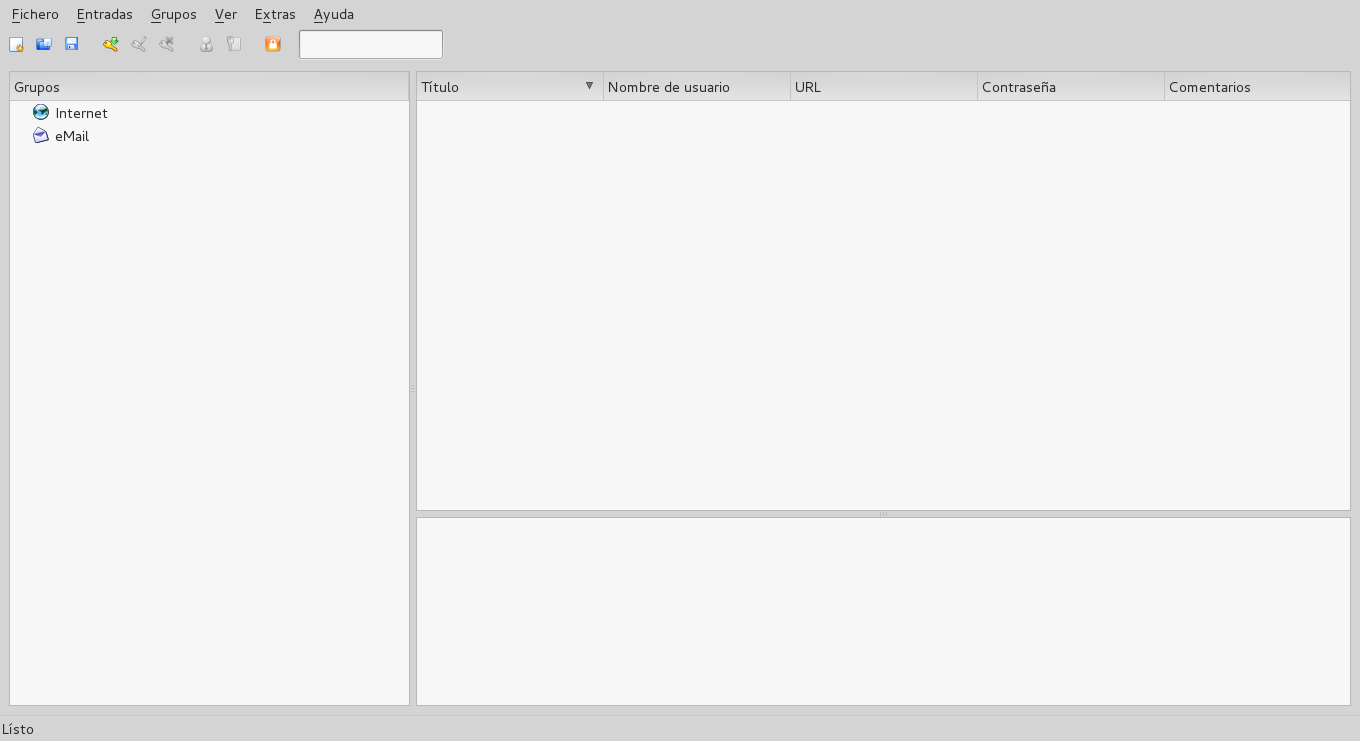 Fichero Entradas Grupos Ver Extras Ayuda
Grupos
Internet
eMail
Título Nombre de usuario URL Contraseña Comentarios
Lísto